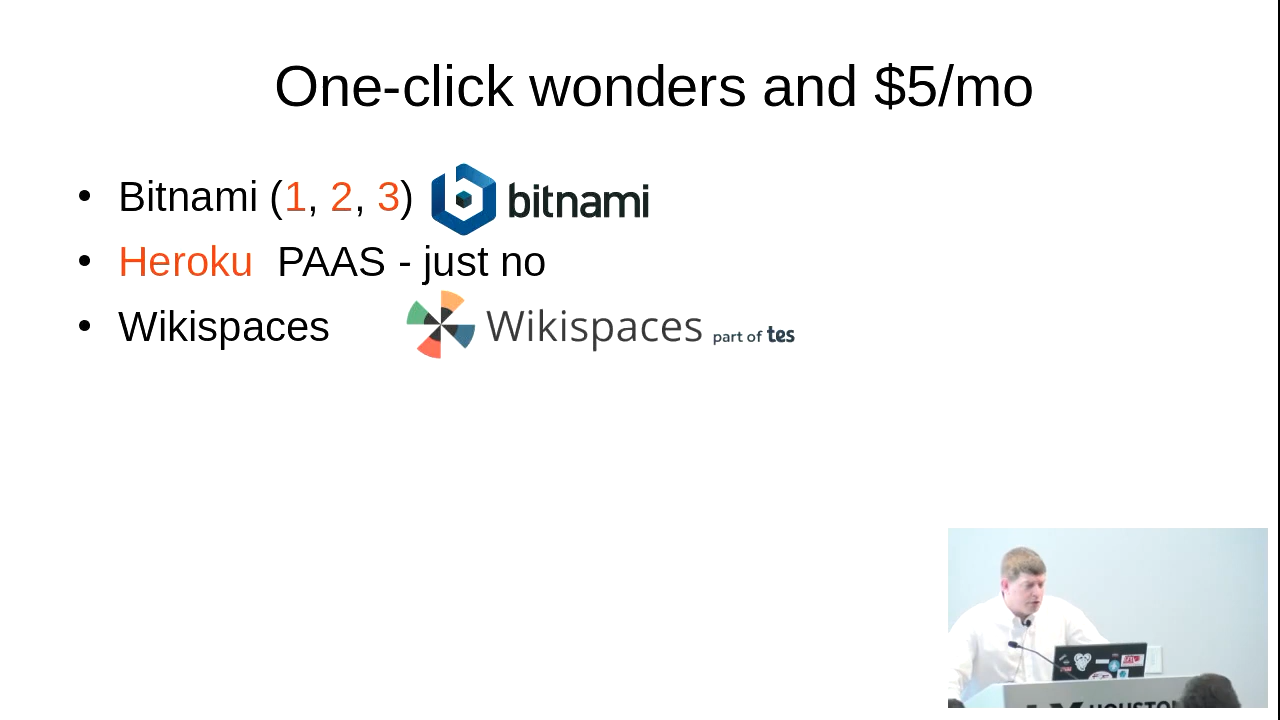 One-click wonders and $5/mo
• Bitnami (1, 2, 3) bitnami
• Heroku PAAS - just no
• Wikispaces Wikispaces part of tes